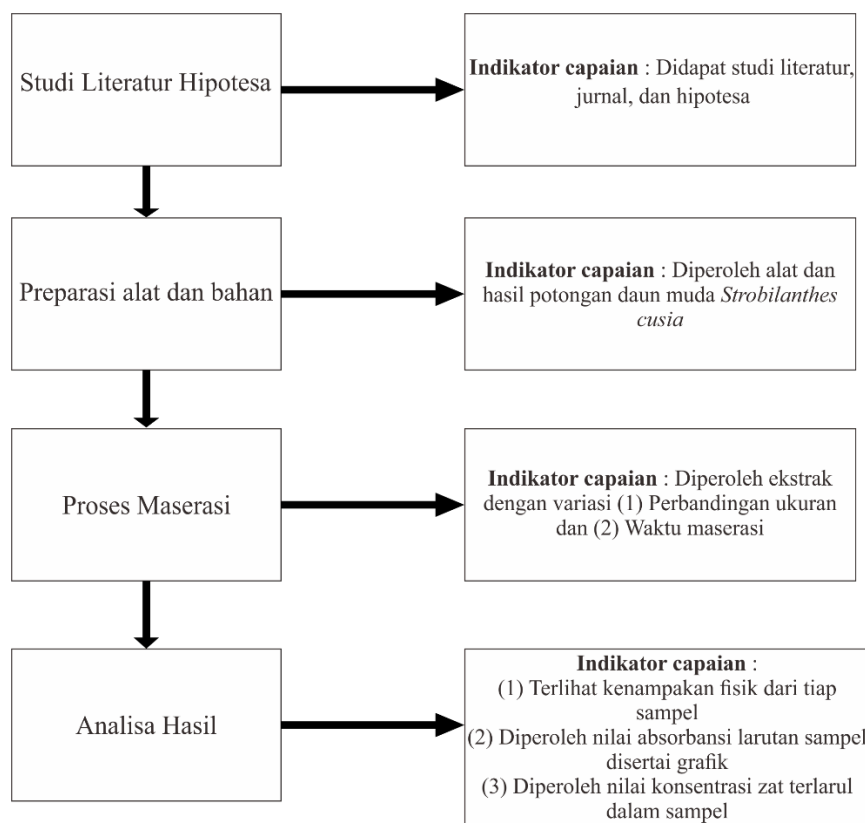 Studi Literatur Hipotesa
Indikator capaian : Didapat studi literatur,
jurnal, dan hipotesa
Preparasi alat dan bahan
Indikator capaian : Diperoleh alat dan
hasil potongan daun muda Strobilanthes
cusia
Proses Maserasi
Indikator capaian : Diperoleh ekstrak
dengan variasi (1) Perbandingan ukuran
dan (2) Waktu maserasi
Analisa Hasil
Indikator capaian :
(1) Terlihat kenampakan fisik dari tiap
sampel
(2) Diperoleh nilai absorbansi larutan sampel
disertai grafik
(3) Diperoleh nilai konsentrasi zat terlarul
dalam sampel